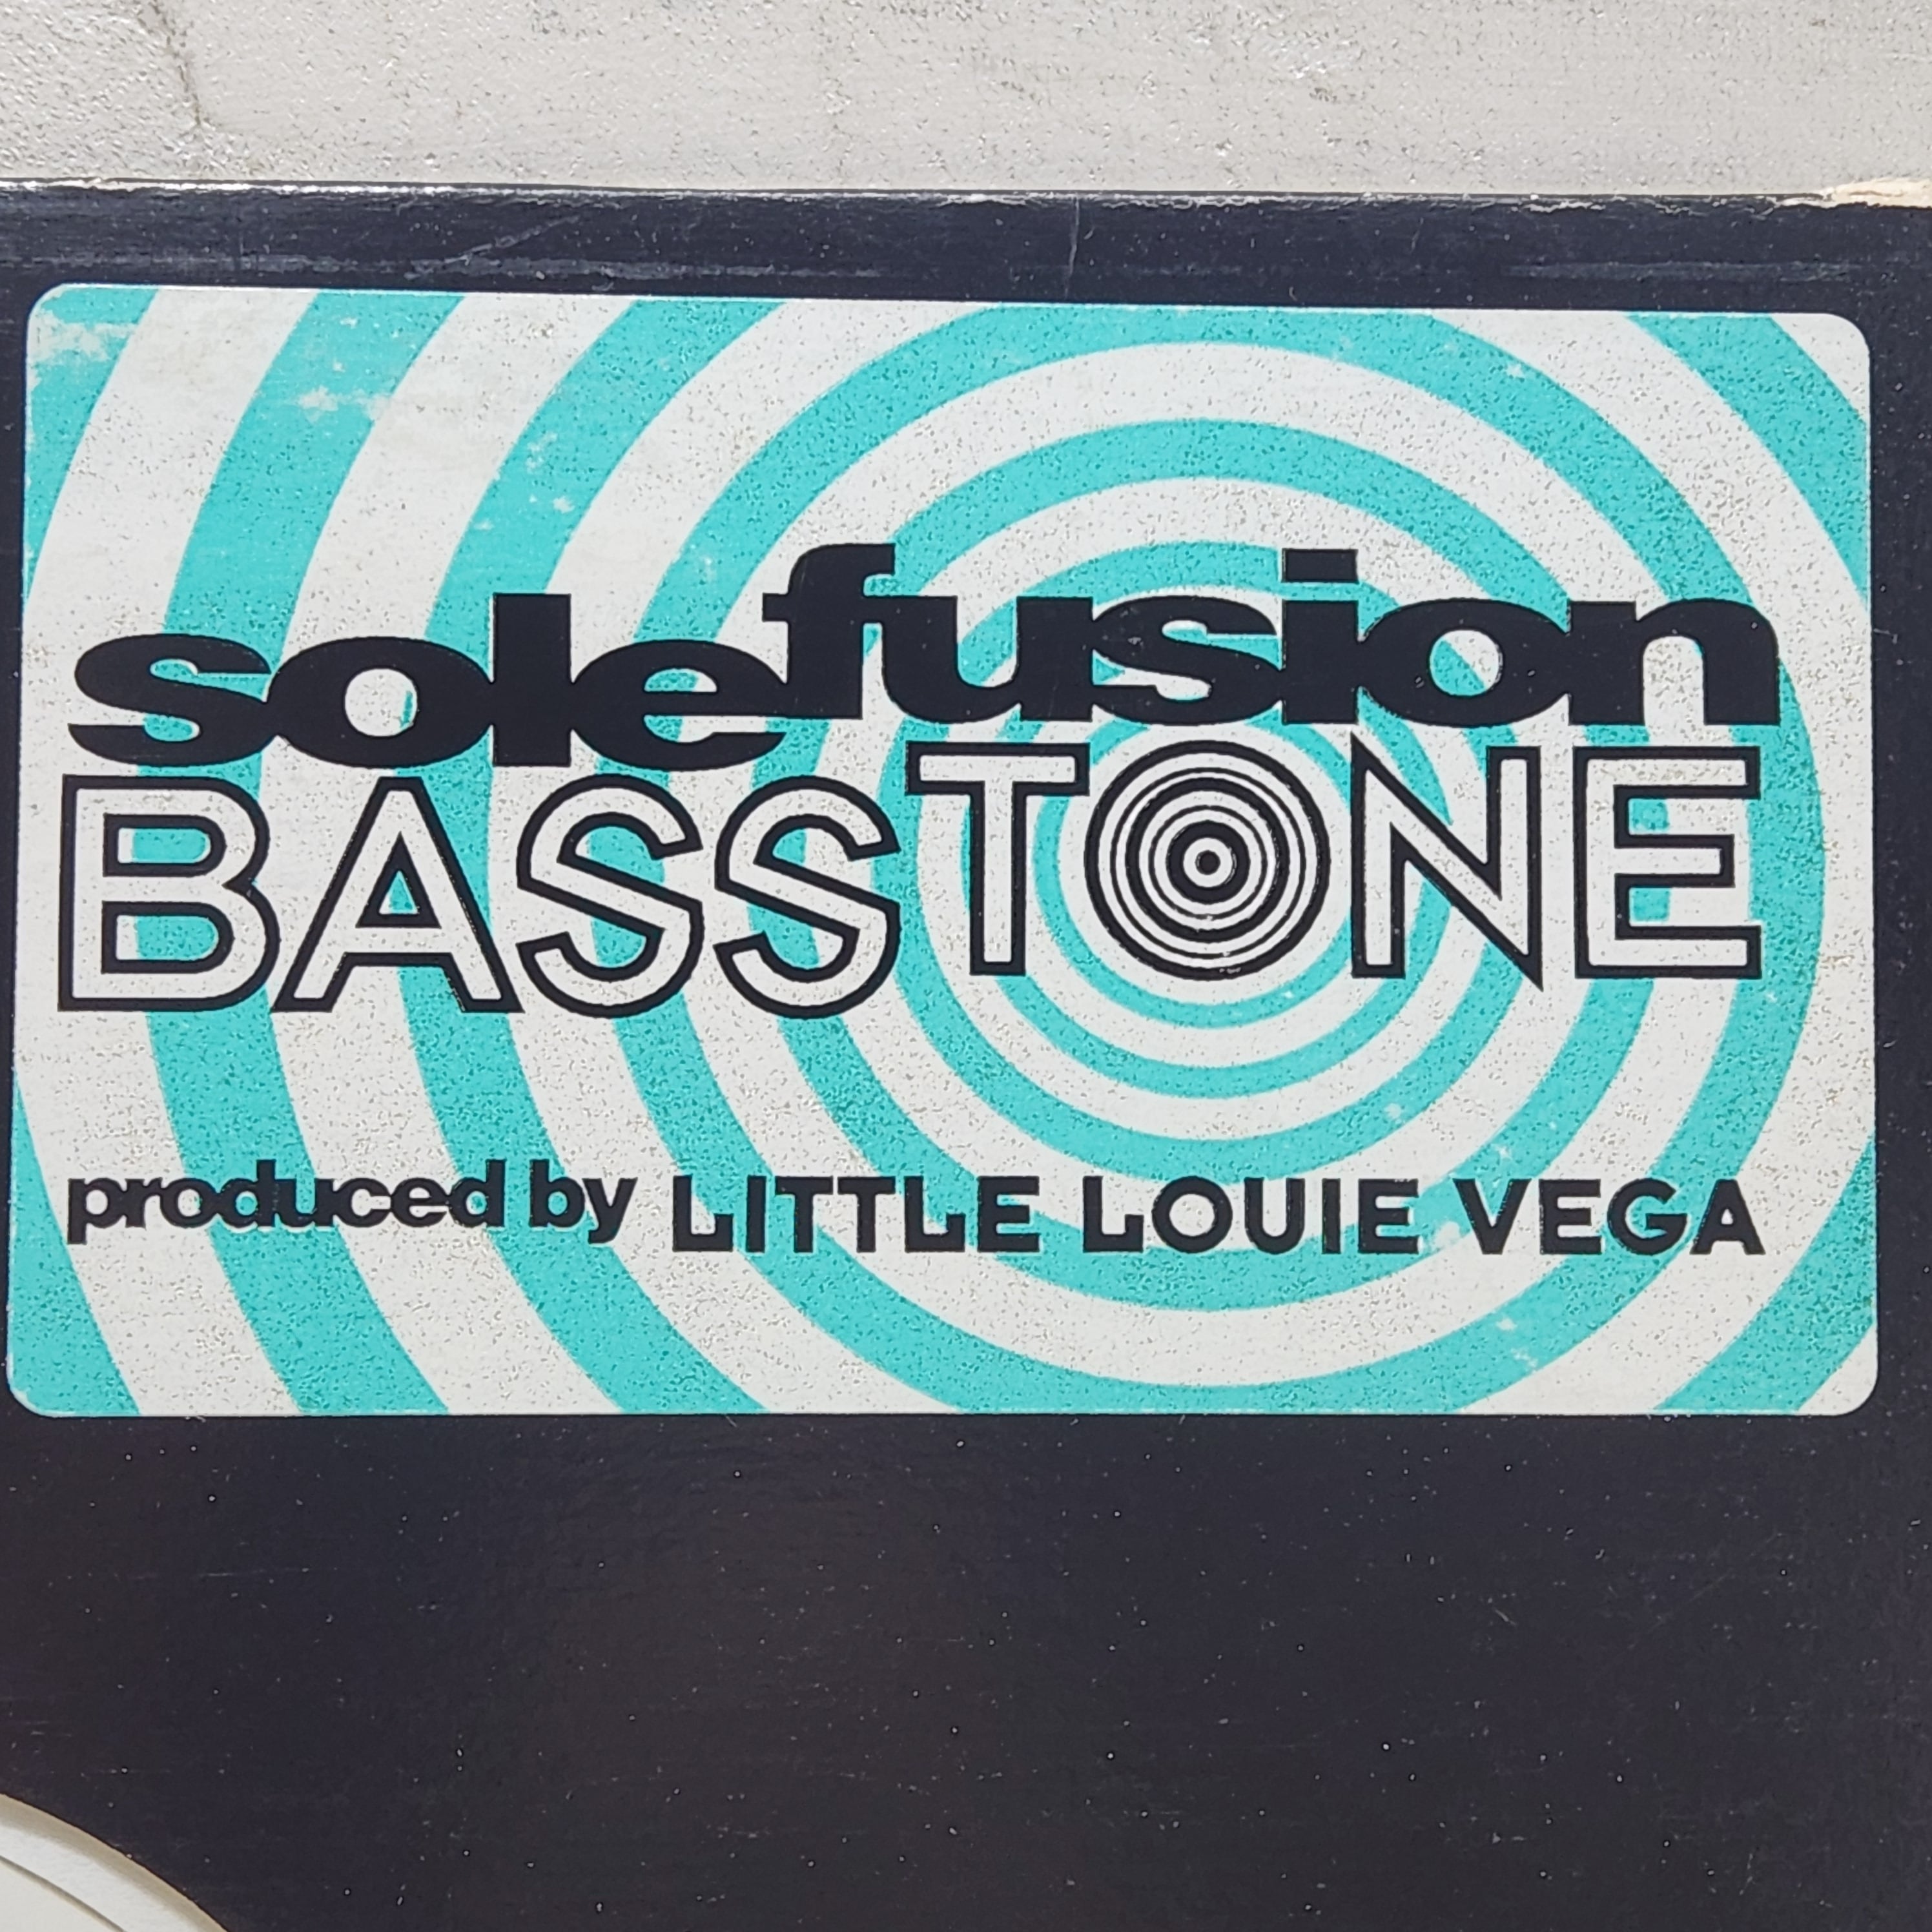 solefusion
BASSTONE
produced by LITTLE LOUIE VEGA